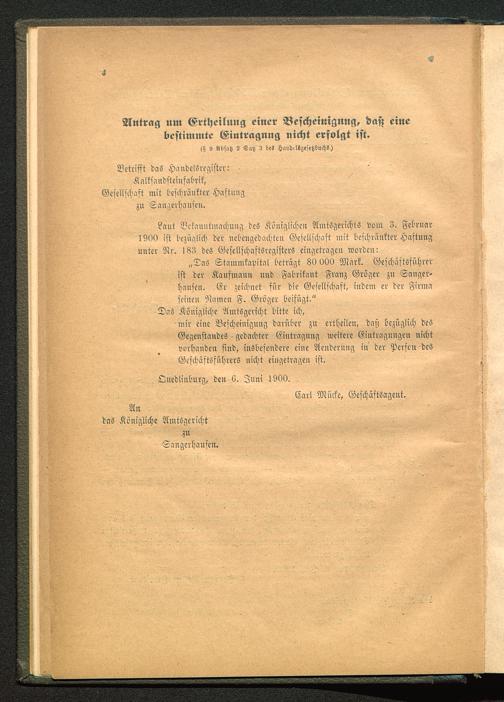 Antrag um Ertheilung einer Bescheinigung, daß eine
bestimmte Eintragung nicht erfolgt ist.
(§ 9 Absatz 2 Satz 3 des Handelsgesetzbuchs.)
Betrifft das Handelsregister:
Kalksandsteinfabrik,
Gesellschaft mit beschränkter Haftung
zu Sangerhausen.
Laut Bekanntmachung des Königlichen Amtsgerichts vom 3. Februar
1900 ist bezüglich der nebengedachten Gesellschaft mit beschränkter Haftung
unter Nr. 183 des Gesellschaftsregisters eingetragen worden:
„Das Stammkapital beträgt 80 000 Mark. Geschäftsführer
ist der Kaufmann und Fabrikant Franz Gröger zu Sanger-
hausen. Er zeichnet für die Gesellschaft, indem er der Firma
seinen Namen F. Gröger beifügt.“
Das Königliche Amtsgericht bitte ich,
mir eine Bescheinigung darüber zu ertheilen, daß bezüglich des
Gegenstandes gedachter Eintragung weitere Eintragungen nicht
vorhanden sind, insbesondere eine Aenderung in der Person des
Geschäftsführers nicht eingetragen ist.
Quedlinburg, den 6. Juni 1900.
Carl Mücke, Geschäftsagent.
An
das Königliche Amtsgericht
zu
Sangerhausen.